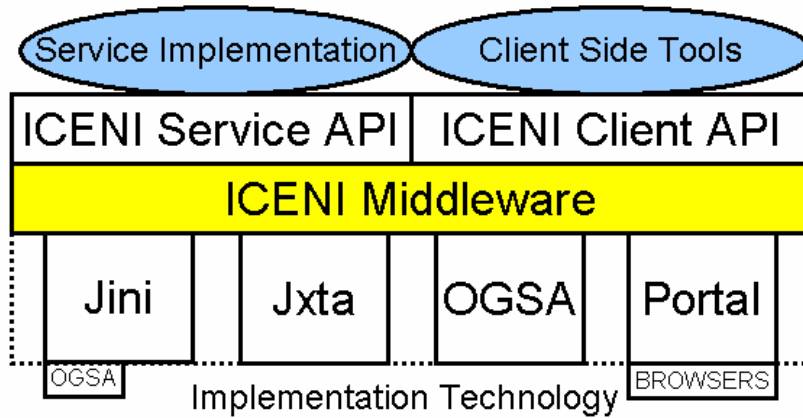 Service Implementation
Client Side Tools
ICENI Service API
ICENI Client API
ICENI Middleware
Jini
Jxta
OGSA
Portal
OGSA
BROWSERS
Implementation Technology